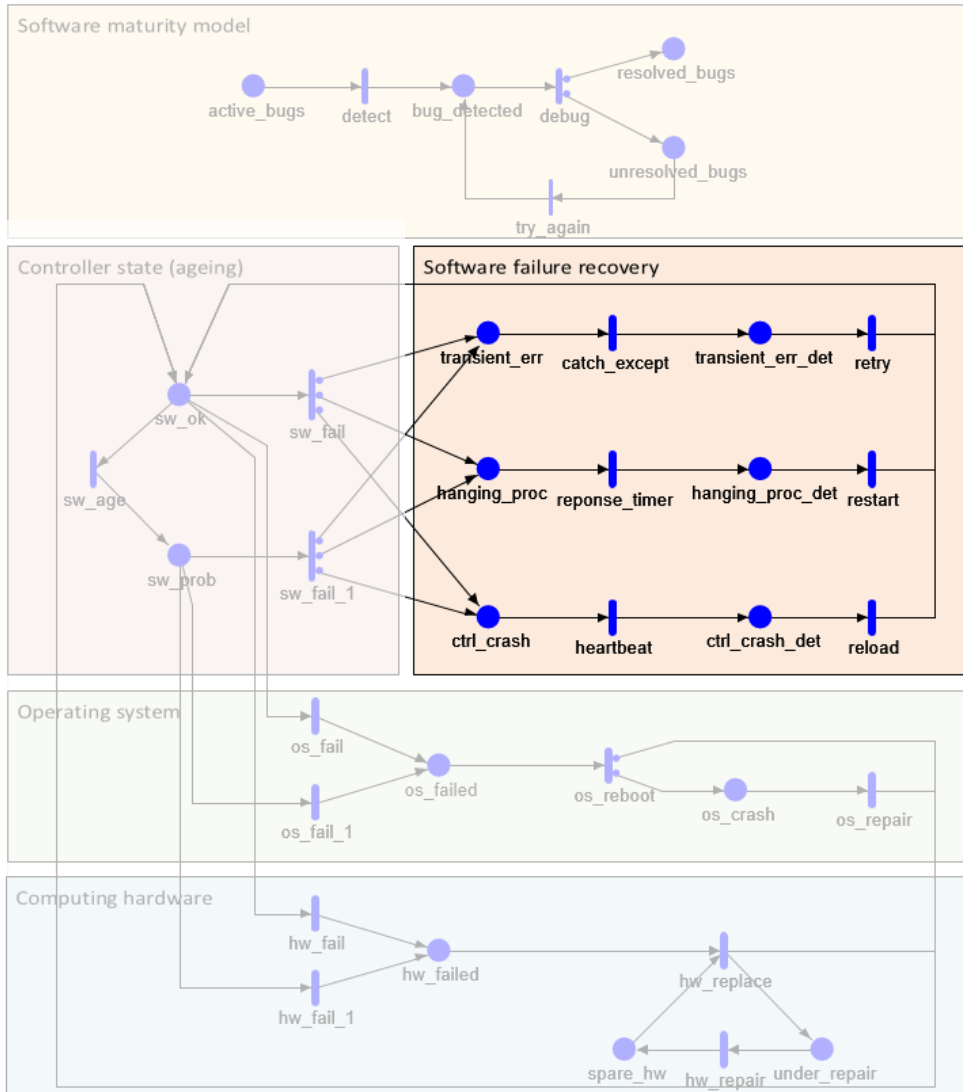 Software maturity model
resolved_bugs
active_bugs
detect
bug_detected
debug
unresolved_bugs
try_again
Controller state (ageing)
Software failure recovery
transient_err
catch_except
transient_err_det
retry
sw_ok
sw_fail
sw_age
hanging_proc
reponse_timer
hanging_proc_det
restart
sw_prob
sw_fail_1
ctrl_crash
heartbeat
ctrl_crash_det
reload
Operating system
os_fail
os_failed
os_reboot
os_crash
os_repair
os_fail_1
Computing hardware
hw_fail
hw_failed
hw_replace
hw_fail_1
spare_hw
hw_repair
under_repair